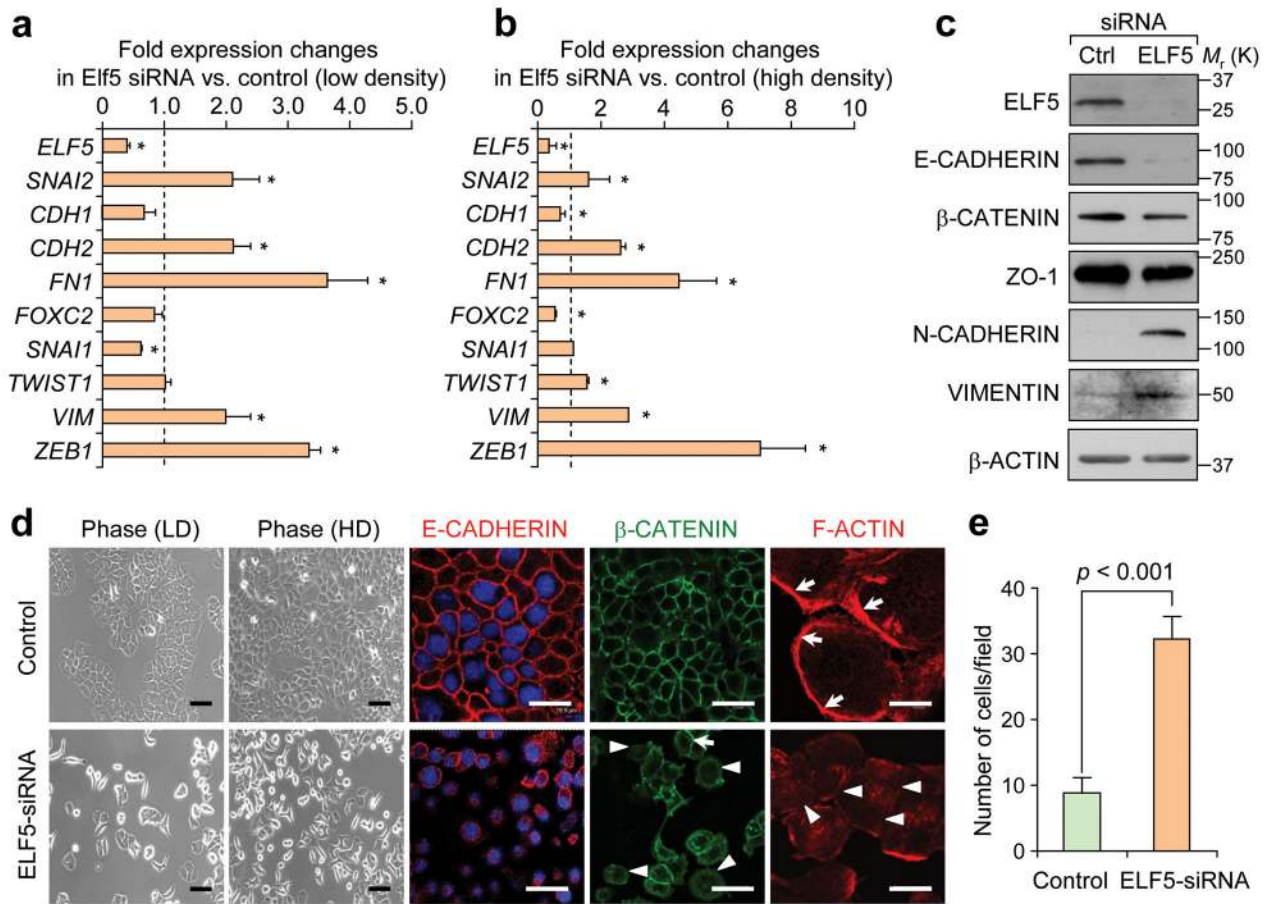 a
Fold expression changes
in Elf5 siRNA vs. control (low density)
0 1.0 2.0 3.0 4.0 5.0
ELF5 *
SNAI2 *
CDH1
CDH2 *
FN1 *
FOXC2
SNAI1 *
TWIST1
VIM *
ZEB1 *
b
Fold expression changes
in Elf5 siRNA vs. control (high density)
0 2 4 6 8 10
ELF5 *
SNAI2 *
CDH1 *
CDH2 *
FN1 *
FOXC2 *
SNAI1
TWIST1 *
VIM *
ZEB1 *
c
siRNA
Ctrl ELF5 Mr (K)
ELF5 37 25
E-CADHERIN 100 75
β-CATENIN 100 75
ZO-1 250
N-CADHERIN 150 100
VIMENTIN 50
β-ACTIN 37
d
Phase (LD) Phase (HD) E-CADHERIN β-CATENIN F-ACTIN
Control
ELF5-siRNA
e
p < 0.001
Number of cells/field
40
30
20
10
0
Control ELF5-siRNA